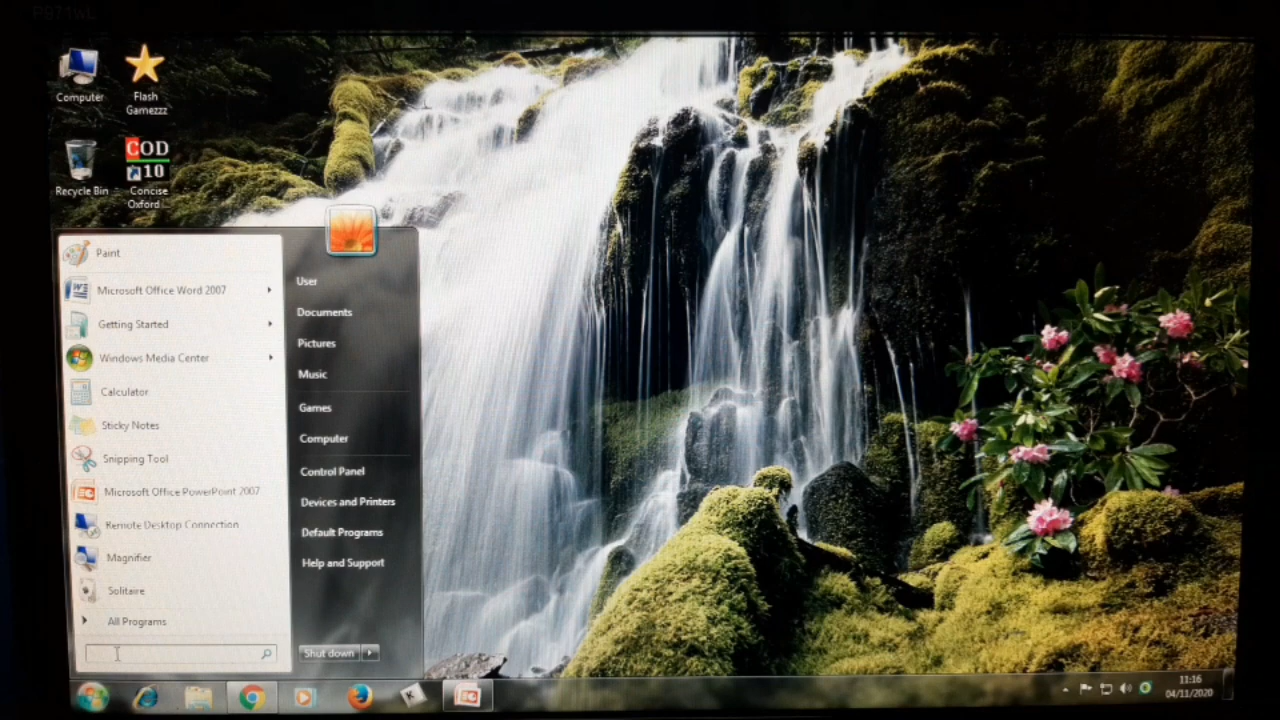 Computer
Flash
Gamezzz
Recycle Bin
COD
10
Concise
Oxford
Paint
Microsoft Office Word 2007
Getting Started
Windows Media Center
Calculator
Sticky Notes
Snipping Tool
Microsoft Office PowerPoint 2007
Remote Desktop Connection
Magnifier
Solitaire
All Programs
User
Documents
Pictures
Music
Games
Computer
Control Panel
Devices and Printers
Default Programs
Help and Support
Shut down
K
11:16
04/11/2020